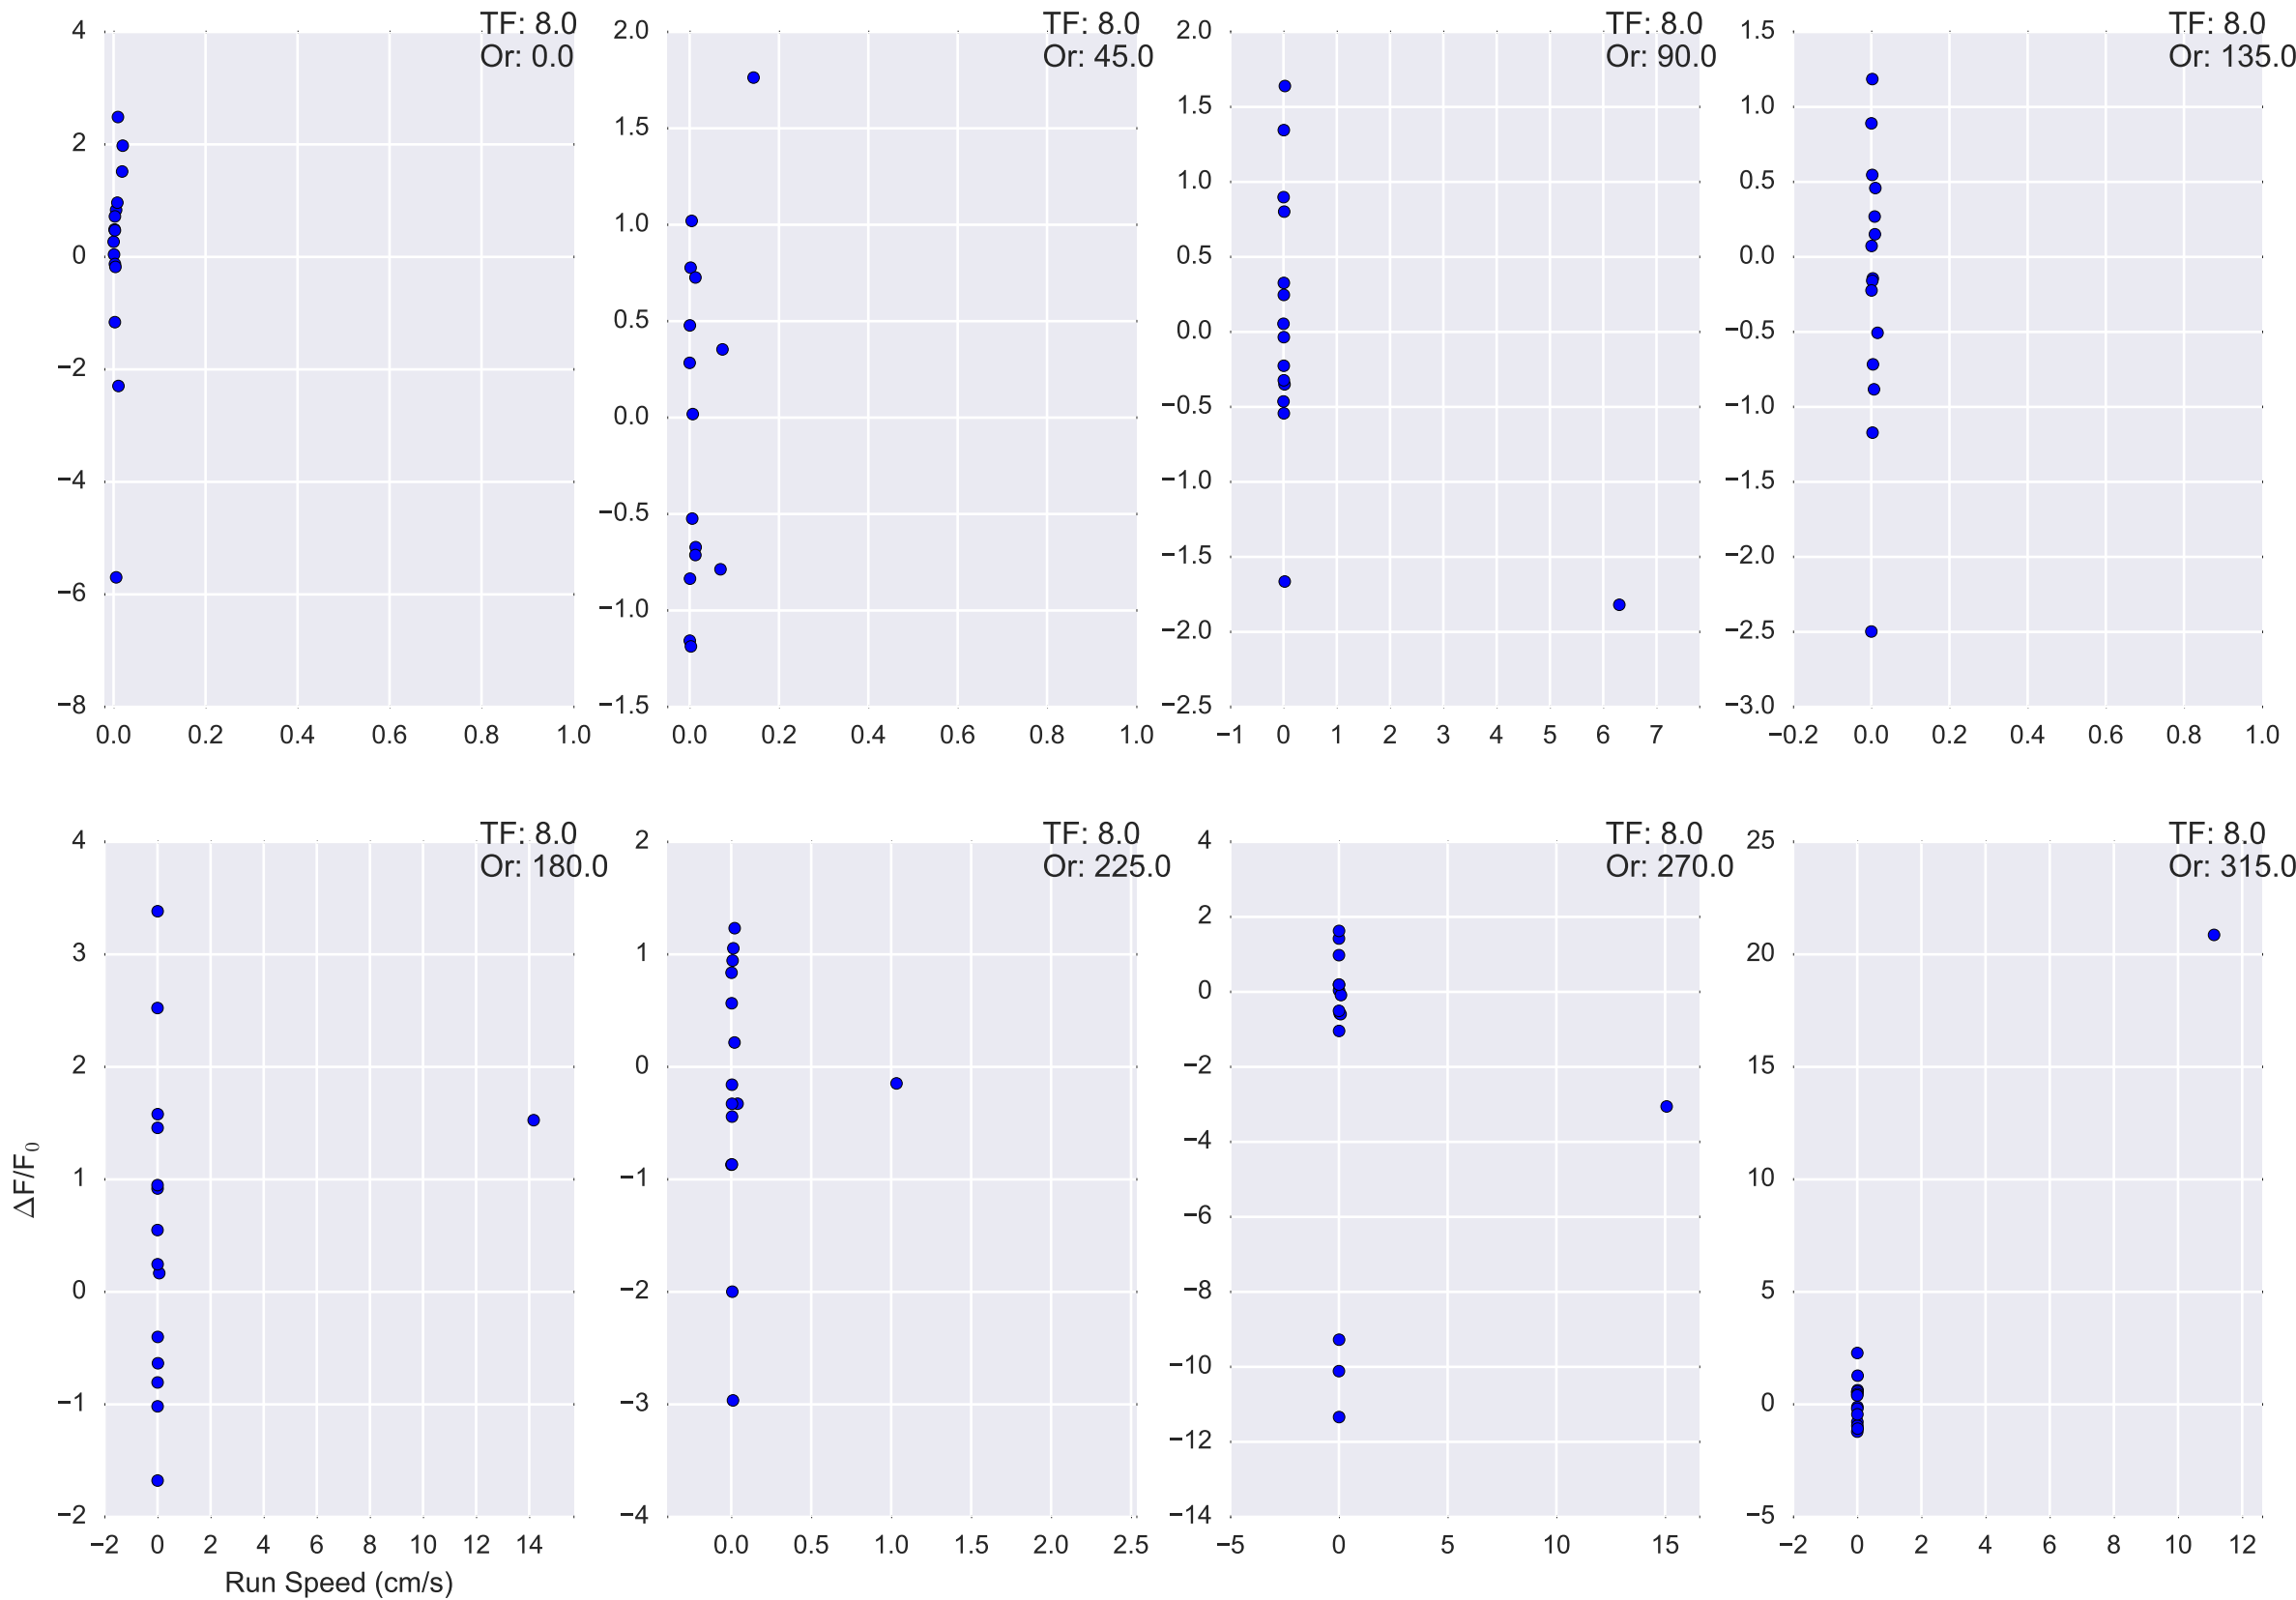 TF: 8.0
Or: 0.0
4
2
0
−2
−4
−6
−8
0.0 0.2 0.4 0.6 0.8 1.0
TF: 8.0
Or: 45.0
2.0
1.5
1.0
0.5
0.0
−0.5
−1.0
−1.5
0.0 0.2 0.4 0.6 0.8 1.0
TF: 8.0
Or: 90.0
2.0
1.5
1.0
0.5
0.0
−0.5
−1.0
−1.5
−2.0
−2.5
−1 0 1 2 3 4 5 6 7
TF: 8.0
Or: 135.0
1.5
1.0
0.5
0.0
−0.5
−1.0
−1.5
−2.0
−2.5
−3.0
−0.2 0.0 0.2 0.4 0.6 0.8 1.0
TF: 8.0
Or: 180.0
4
3
2
1
0
−1
−2
−2 0 2 4 6 8 10 12 14
ΔF/F₀
Run Speed (cm/s)
TF: 8.0
Or: 225.0
2
1
0
−1
−2
−3
−4
0.0 0.5 1.0 1.5 2.0 2.5
TF: 8.0
Or: 270.0
4
2
0
−2
−4
−6
−8
−10
−12
−14
−5 0 5 10 15
TF: 8.0
Or: 315.0
25
20
15
10
5
0
−5
−2 0 2 4 6 8 10 12